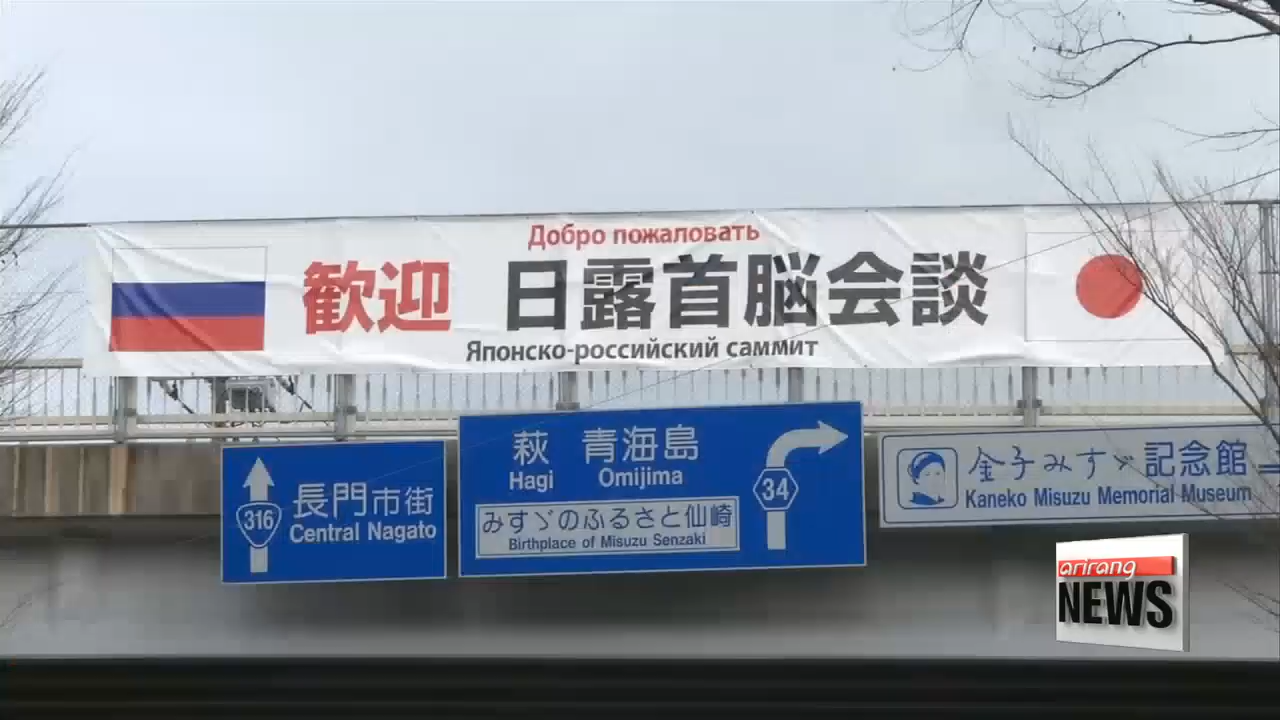 Добро пожаловать
歓迎 日露首脳会談
Японско-российский саммит
316
長門市街
Central Nagato
萩 青海島
Hagi Omijima
34
みすゞのふるさと仙崎
Birthplace of Misuzu Senzaki
金子みすゞ記念館
Kaneko Misuzu Memorial Museum
arirang
NEWS